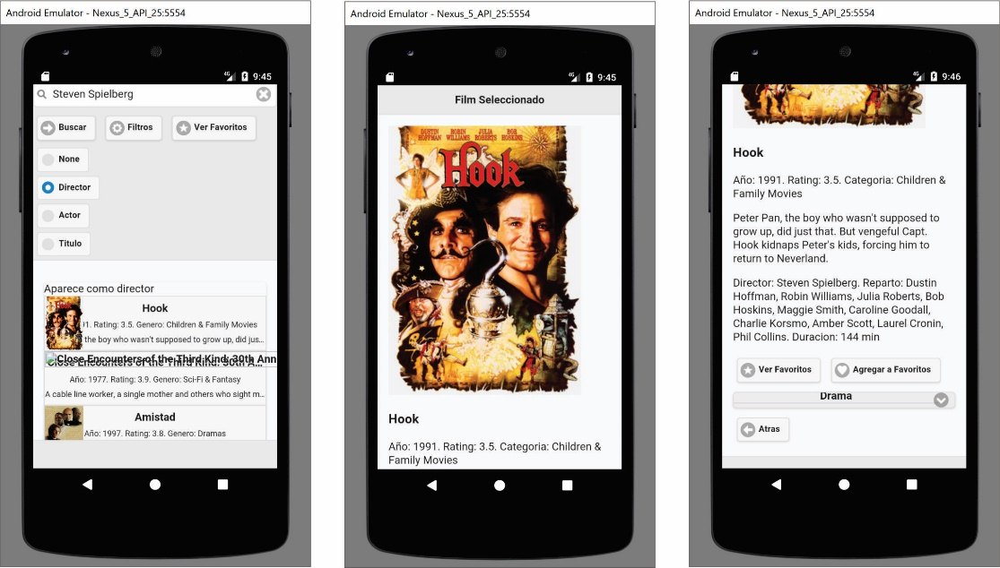 Android Emulator - Nexus_5_API_25:5554
4G 9:45
Steven Spielberg
Buscar Filtros Ver Favoritos
None
Director
Actor
Titulo
Aparece como director
Hook
Hook
91. Rating: 3.5. Genero: Children & Family Movies
the boy who wasn't supposed to grow up, did jus...
Close Encounters of the Third Kind: 30th Ann
Close Encounters of the Third Kind: 30th A...
Año: 1977. Rating: 3.9. Genero: Sci-Fi & Fantasy
A cable line worker, a single mother and others who sight m...
Amistad
Año: 1997. Rating: 3.8. Genero: Dramas
Android Emulator - Nexus_5_API_25:5554
4G 9:45
Film Seleccionado
DUSTIN HOFFMAN ROBIN WILLIAMS JULIA ROBERTS BOB HOSKINS
Hook
Hook
Año: 1991. Rating: 3.5. Categoria: Children &
Family Movies
Android Emulator - Nexus_5_API_25:5554
4G 9:46
Hook
Año: 1991. Rating: 3.5. Categoria: Children &
Family Movies
Peter Pan, the boy who wasn't supposed to
grow up, did just that. But vengeful Capt.
Hook kidnaps Peter's kids, forcing him to
return to Neverland.
Director: Steven Spielberg. Reparto: Dustin
Hoffman, Robin Williams, Julia Roberts, Bob
Hoskins, Maggie Smith, Caroline Goodall,
Charlie Korsmo, Amber Scott, Laurel Cronin,
Phil Collins. Duracion: 144 min
Ver Favoritos Agregar a Favoritos
Drama
Atras